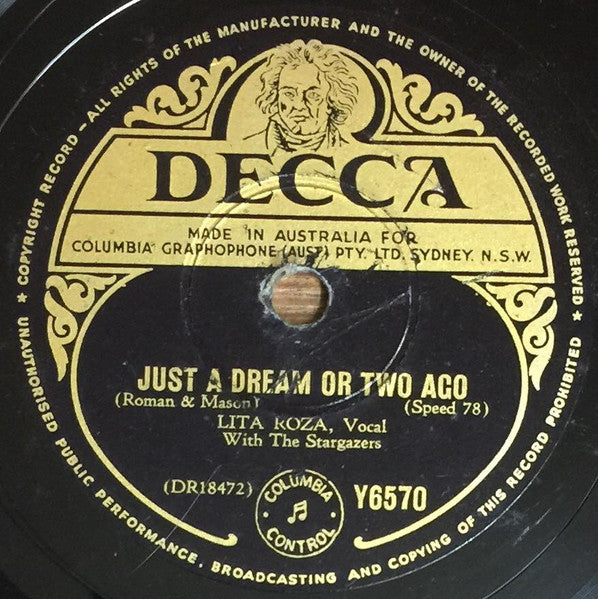 ★ COPYRIGHT RECORD - ALL RIGHTS OF THE MANUFACTURER AND THE OWNER OF THE RECORDED WORK RESERVED ★
DECCA
MADE IN AUSTRALIA FOR
COLUMBIA GRAPHOPHONE (AUST) PTY. LTD. SYDNEY. N.S.W.
JUST A DREAM OR TWO AGO
(Roman & Mason) (Speed 78)
LITA ROZA, Vocal
With The Stargazers
(DR18472) COLUMBIA CONTROL Y6570
UNAUTHORISED PUBLIC PERFORMANCE, BROADCASTING AND COPYING OF THIS RECORD PROHIBITED